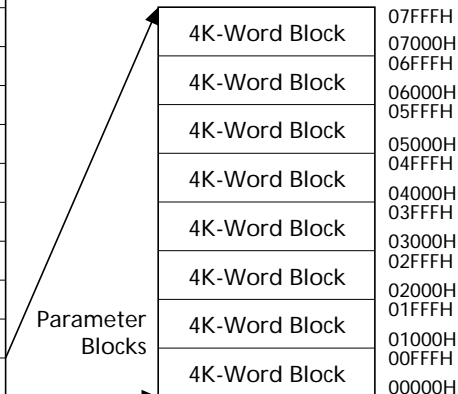 4K-Word Block
07FFFH
07000H
4K-Word Block
06FFFH
06000H
4K-Word Block
05FFFH
05000H
4K-Word Block
04FFFH
04000H
4K-Word Block
03FFFH
03000H
4K-Word Block
02FFFH
02000H
Parameter
Blocks
4K-Word Block
01FFFH
01000H
4K-Word Block
00FFFH
00000H